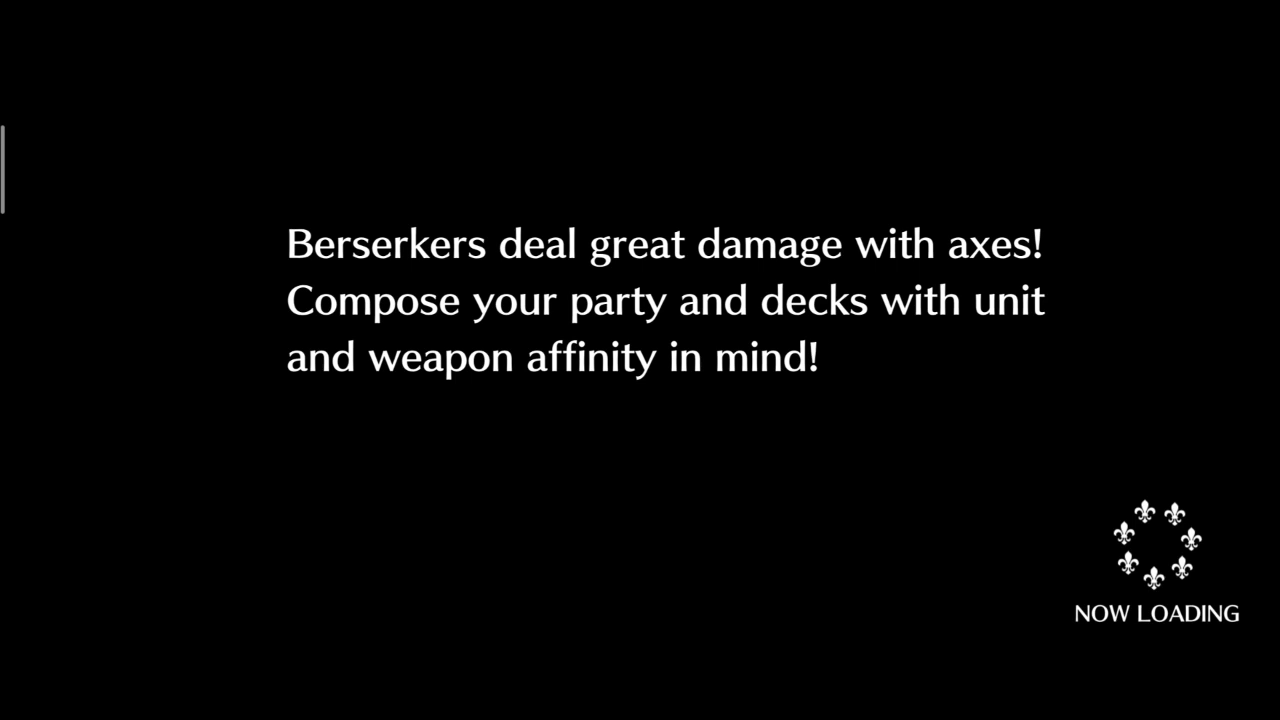 Berserkers deal great damage with axes!
Compose your party and decks with unit
and weapon affinity in mind!
NOW LOADING